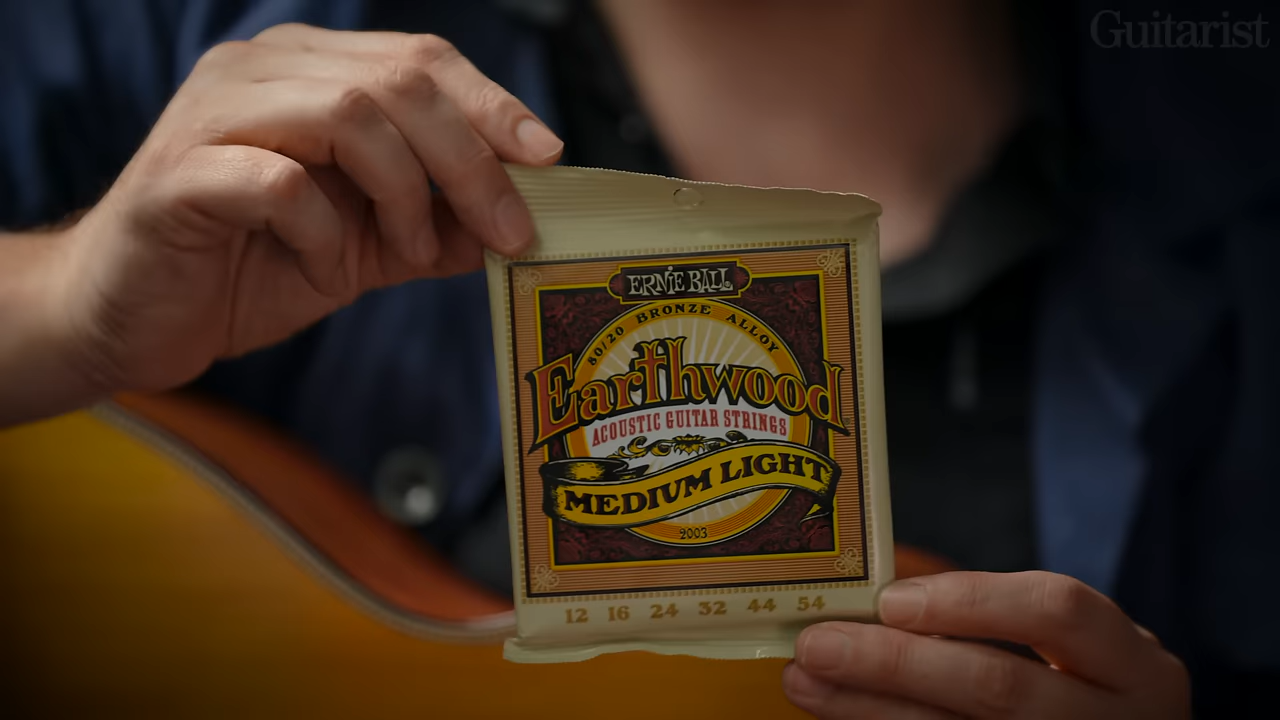 Guitarist
ERNIE BALL
80/20 BRONZE ALLOY
Earthwood
ACOUSTIC GUITAR STRINGS
MEDIUM LIGHT
2003
12 16 24 32 44 54